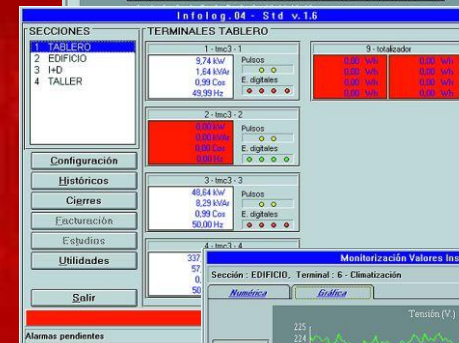 Infolog.04 - Std v.1.6
SECCIONES
1 TABLERO
2 EDIFICIO
3 I+D
4 TALLER
Configuración
Históricos
Cierres
Facturación
Estudios
Utilidades
Salir
Alarmas pendientes
TERMINALES TABLERO
1 - tmc3 - 1
9,74 kW
1,64 kVAr
0,99 Cos
49,99 Hz
Pulsos
E. digitales
2 - tmc3 - 2
0,00 kW
0,00 kVAr
0,00 Cos
0,00 Hz
Pulsos
E. digitales
3 - tmc3 - 3
48,64 kW
8,29 kVAr
0,99 Cos
50,00 Hz
Pulsos
E. digitales
4 - tmc3 - 4
337,
57,
0,
50
9 - totalizador
0,00 Wh 0,00 Wh
0,00 Wh 0,00 Wh
0,00 Wh 0,00 Wh
Monitorización Valores Ins
Sección : EDIFICIO, Terminal : 6 - Climatización
Numérica
Gráfica
Tensión (V.)
225
224